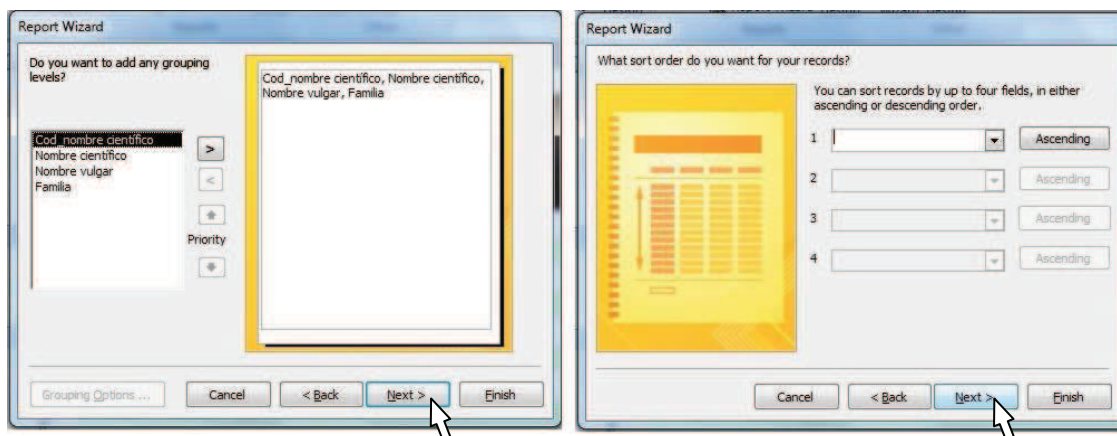 Report Wizard
Do you want to add any grouping
levels?
Cod_nombre científico
Nombre científico
Nombre vulgar
Familia
>
<
Priority
Cod_nombre científico, Nombre científico,
Nombre vulgar, Familia
Grouping Options ...
Cancel
< Back
Next >
Finish
Report Wizard
What sort order do you want for your records?
You can sort records by up to four fields, in either
ascending or descending order.
1 Ascending
2 Ascending
3 Ascending
4 Ascending
Cancel
< Back
Next >
Finish